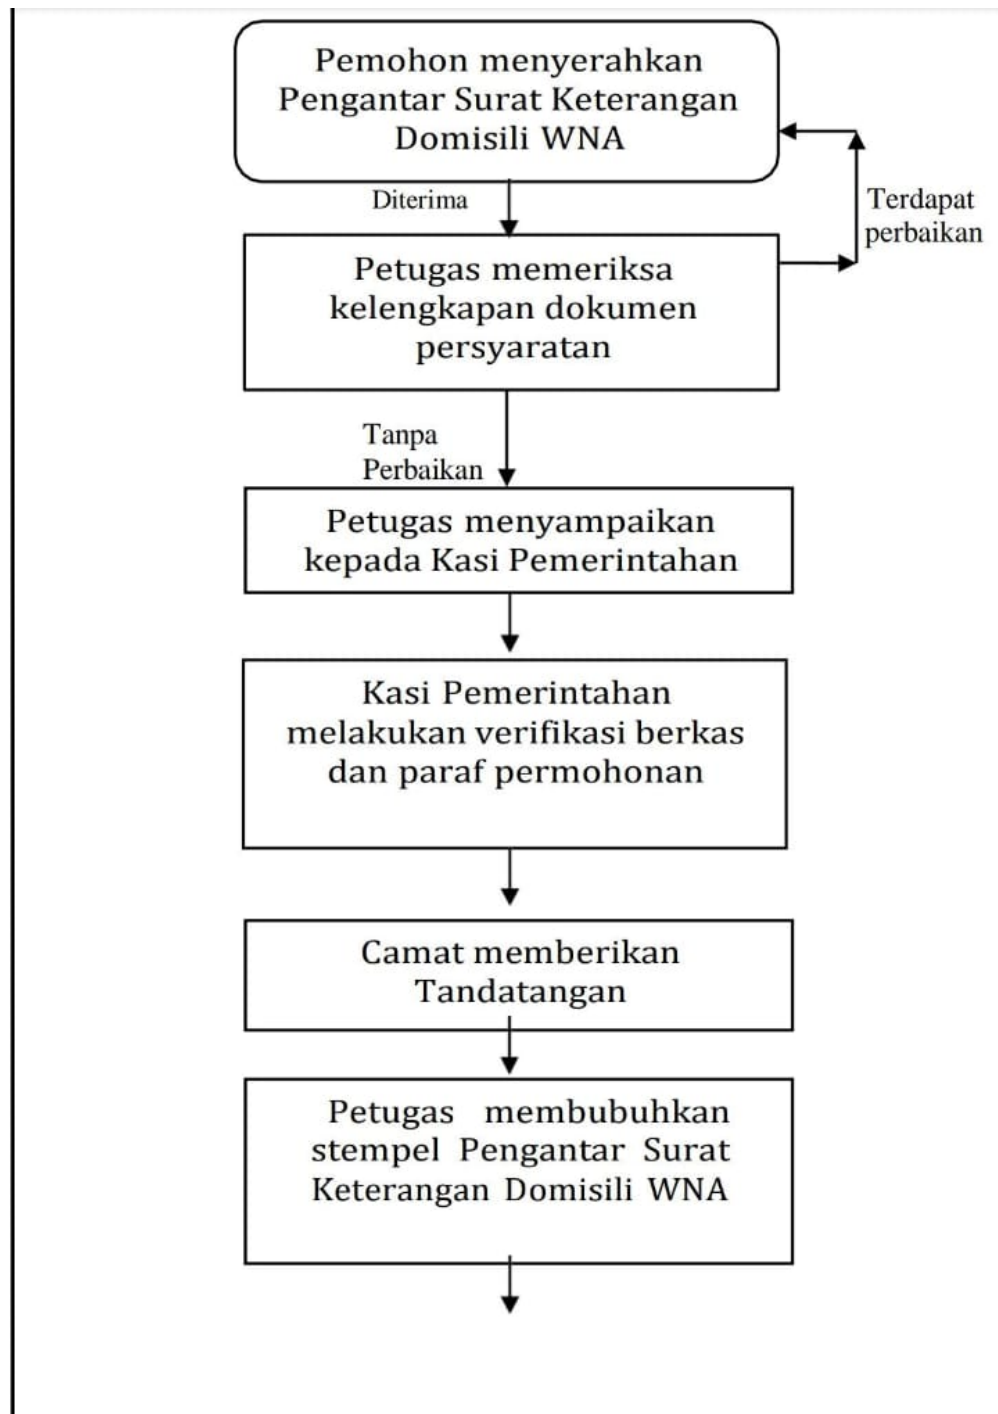 Pemohon menyerahkan
Pengantar Surat Keterangan
Domisili WNA
Diterima
Terdapat
perbaikan
Petugas memeriksa
kelengkapan dokumen
persyaratan
Tanpa
Perbaikan
Petugas menyampaikan
kepada Kasi Pemerintahan
Kasi Pemerintahan
melakukan verifikasi berkas
dan paraf permohonan
Camat memberikan
Tandatangan
Petugas membubuhkan
stempel Pengantar Surat
Keterangan Domisili WNA